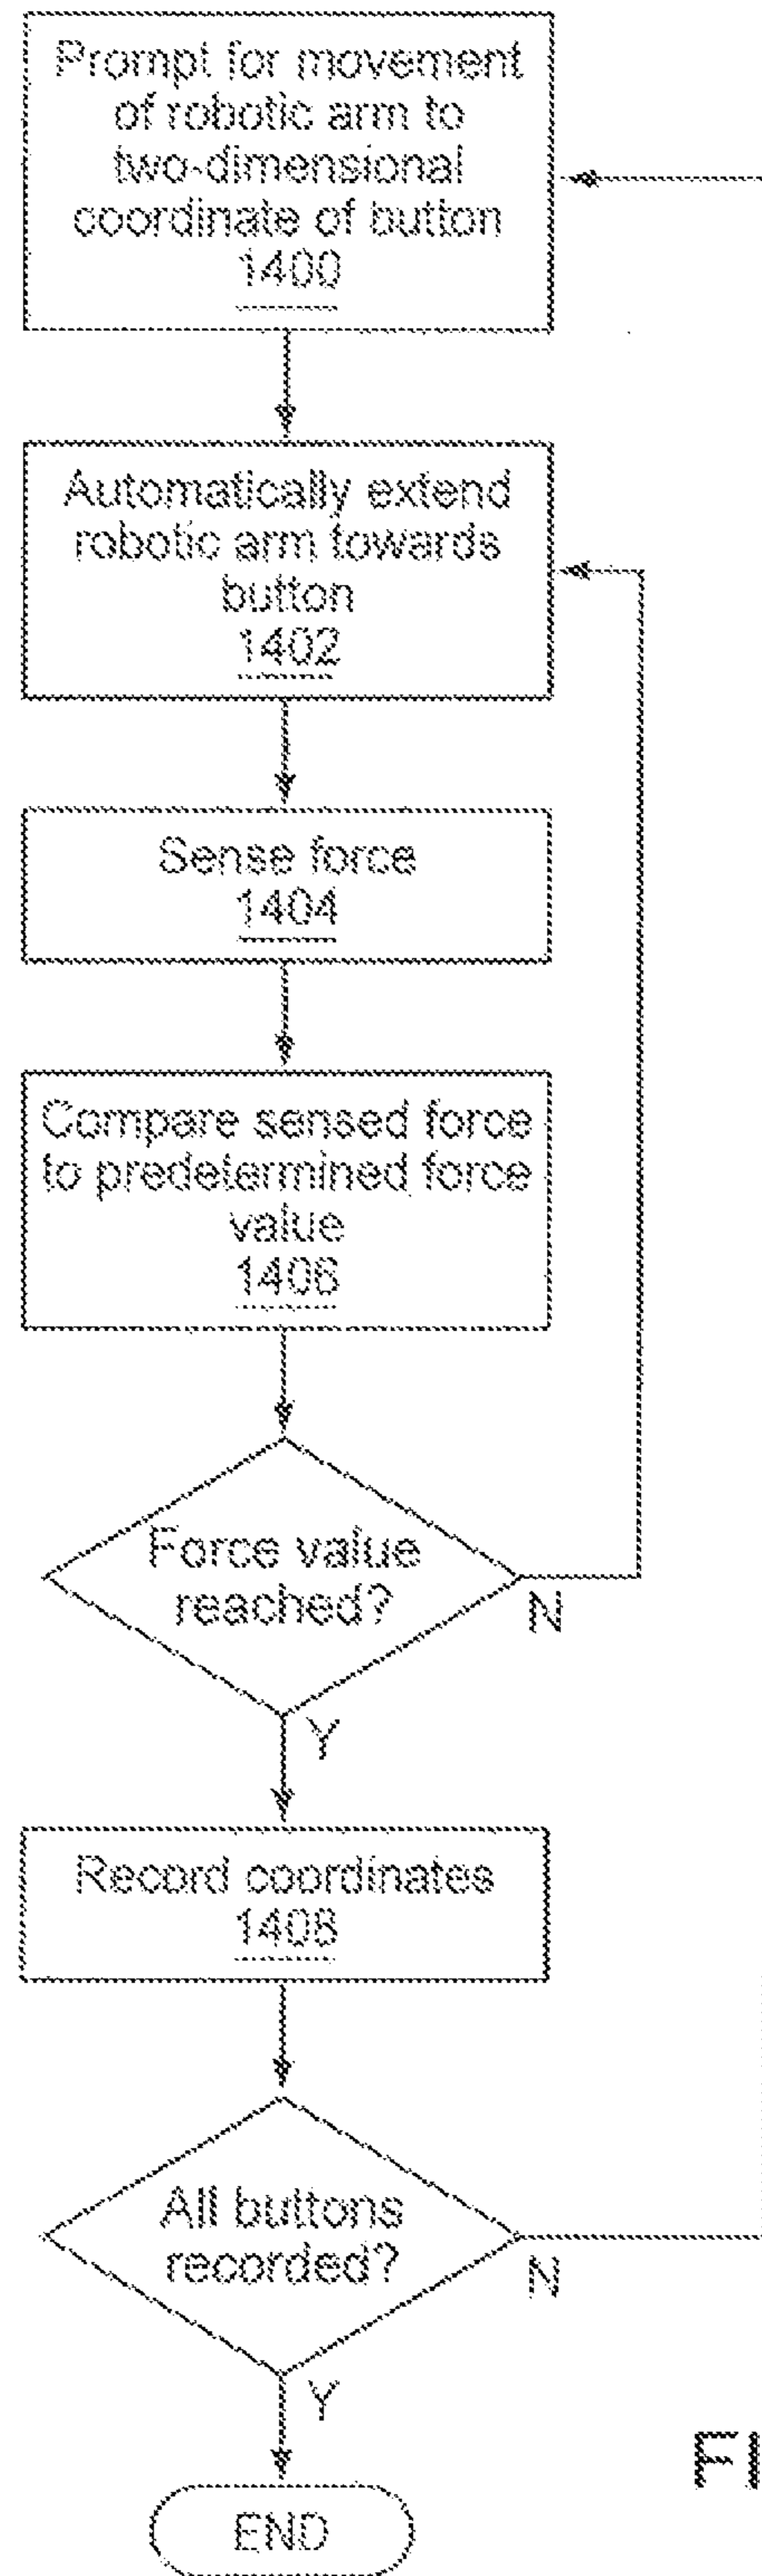 Prompt for movement
of robotic arm to
two-dimensional
coordinate of button
1400
Automatically extend
robotic arm towards
button
1402
Sense force
1404
Compare sensed force
to predetermined force
value
1406
Force value
reached?
N
Y
Record coordinates
1408
All buttons
recorded?
N
Y
FI
END